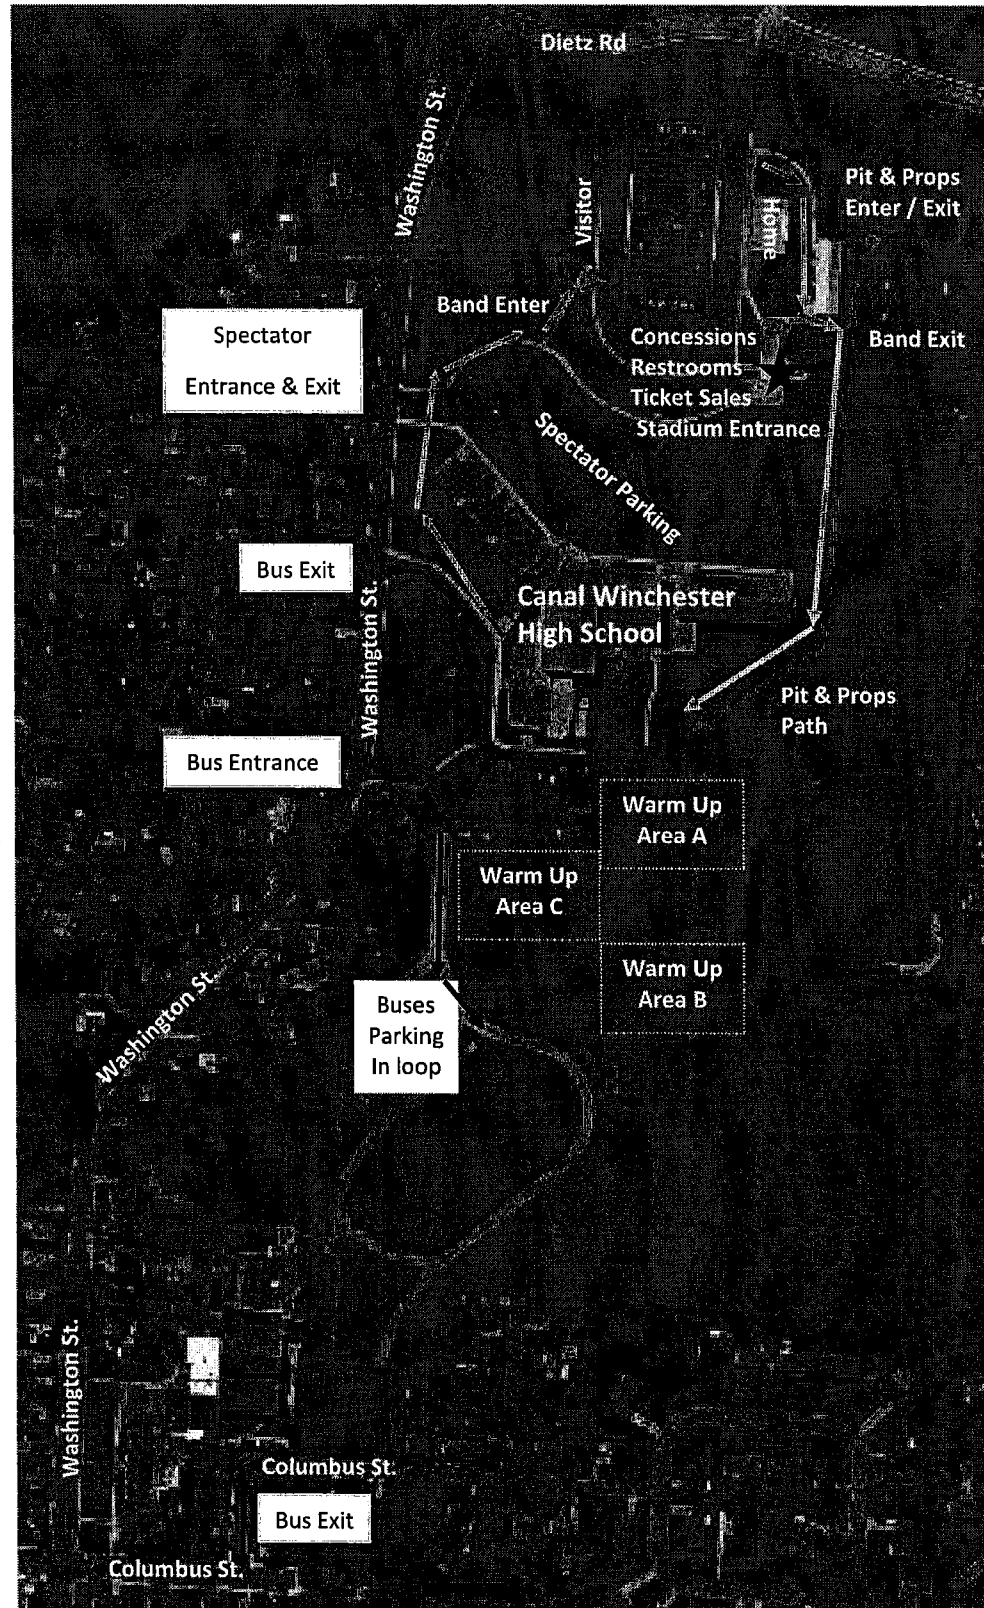 Dietz Rd
Washington St.
Pit & Props
Enter / Exit
Visitor
Home
Band Enter
Spectator
Entrance & Exit
Concessions
Restrooms
Ticket Sales
Stadium Entrance
Band Exit
Spectator Parking
Bus Exit
Canal Winchester
High School
Washington St.
Pit & Props
Path
Bus Entrance
Warm Up
Area A
Warm Up
Area C
Warm Up
Area B
Washington St.
Buses
Parking
In loop
Washington St.
Columbus St.
Bus Exit
Columbus St.